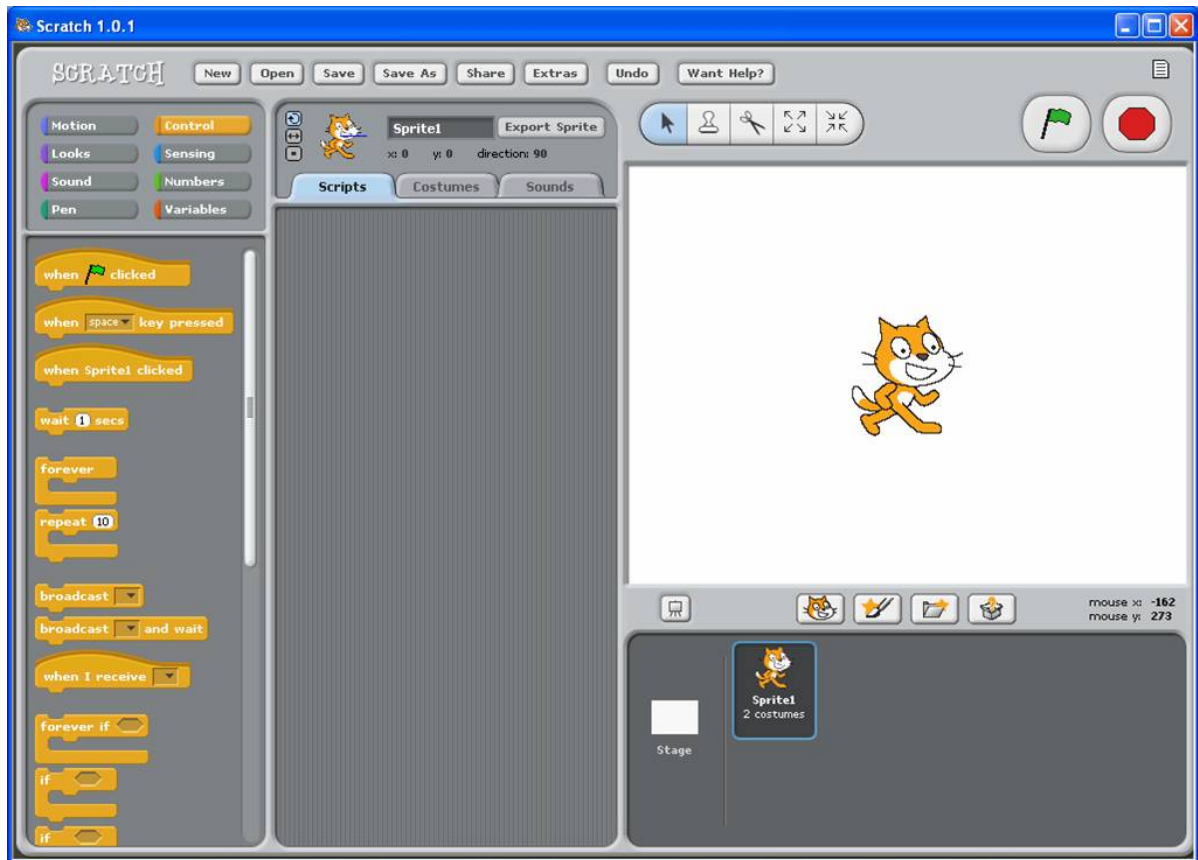 Scratch 1.0.1
SCRATCH New Open Save Save As Share Extras Undo Want Help?
Motion Control
Looks Sensing
Sound Numbers
Pen Variables
Sprite1 Export Sprite
x: 0 y: 0 direction: 90
Scripts Costumes Sounds
when clicked
when space key pressed
when Sprite1 clicked
wait 1 secs
forever
repeat 10
broadcast
broadcast and wait
when I receive
forever if
if
if
mouse x: -162
mouse y: 273
Sprite1
2 costumes
Stage